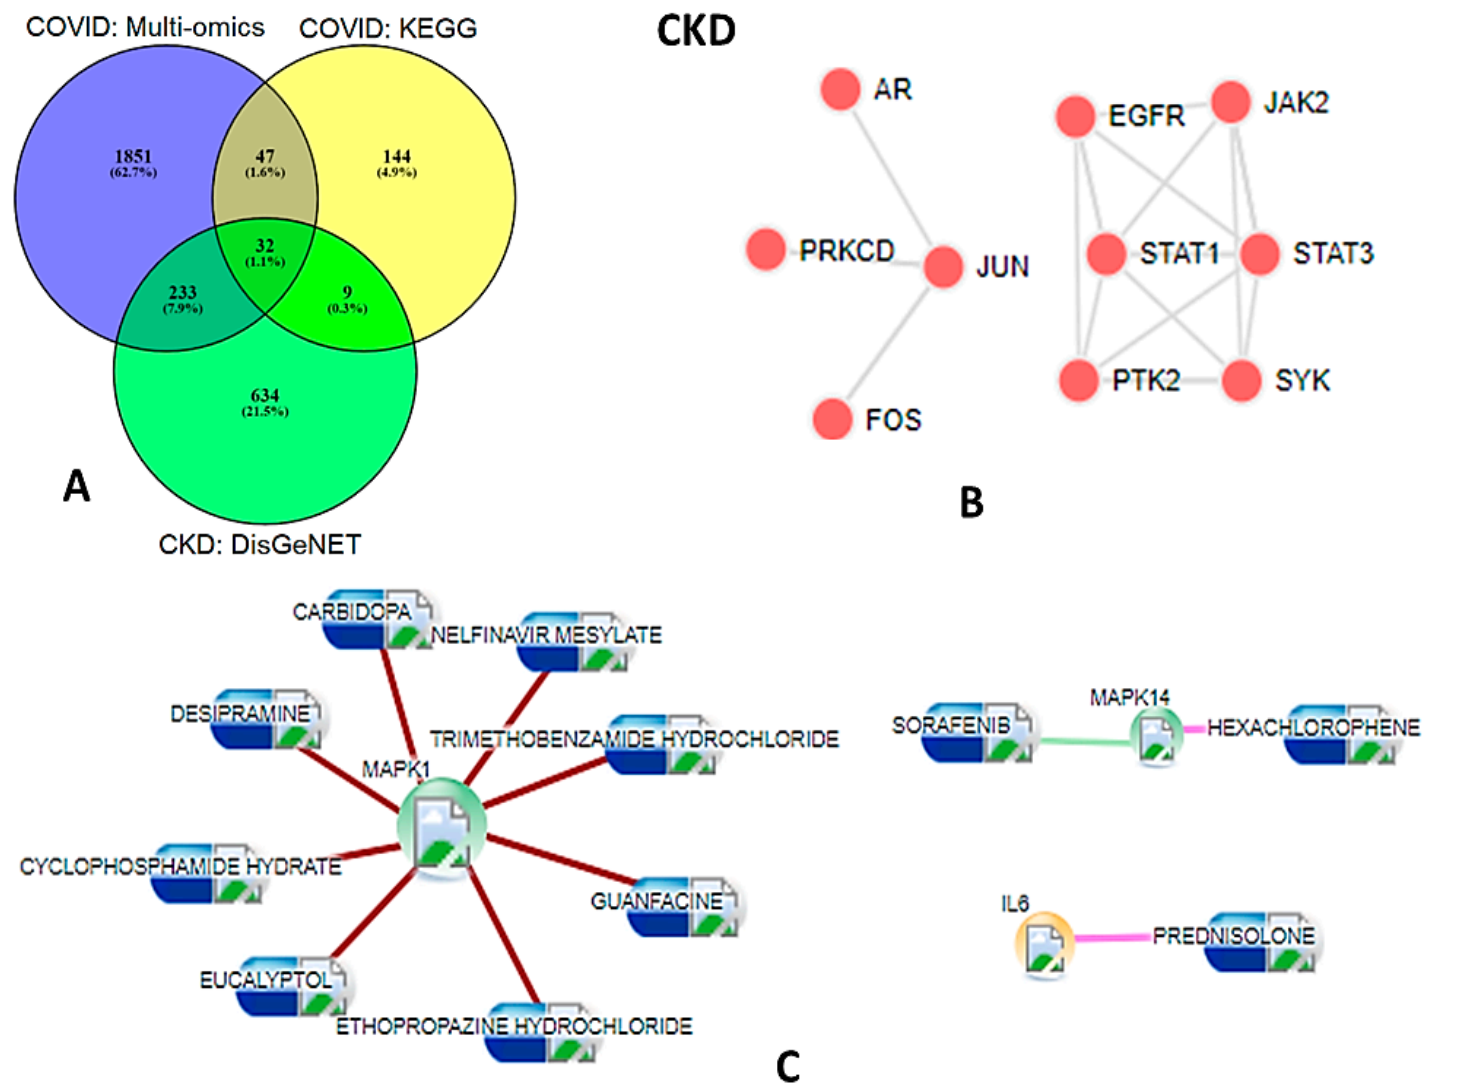 COVID: Multi-omics
COVID: KEGG
1851
(62.7%)
47
(1.6%)
144
(4.9%)
32
(1.1%)
233
(7.9%)
9
(0.3%)
634
(21.5%)
A
CKD: DisGeNET
CKD
AR
PRKCD
JUN
FOS
EGFR
JAK2
STAT1
STAT3
PTK2
SYK
B
CARBIDOPA
NELFINAVIR MESYLATE
DESIPRAMINE
TRIMETHOBENZAMIDE HYDROCHLORIDE
MAPK1
CYCLOPHOSPHAMIDE HYDRATE
GUANFACINE
EUCALYPTOL
ETHOPROPAZINE HYDROCHLORIDE
MAPK14
SORAFENIB
HEXACHLOROPHENE
IL6
PREDNISOLONE
C